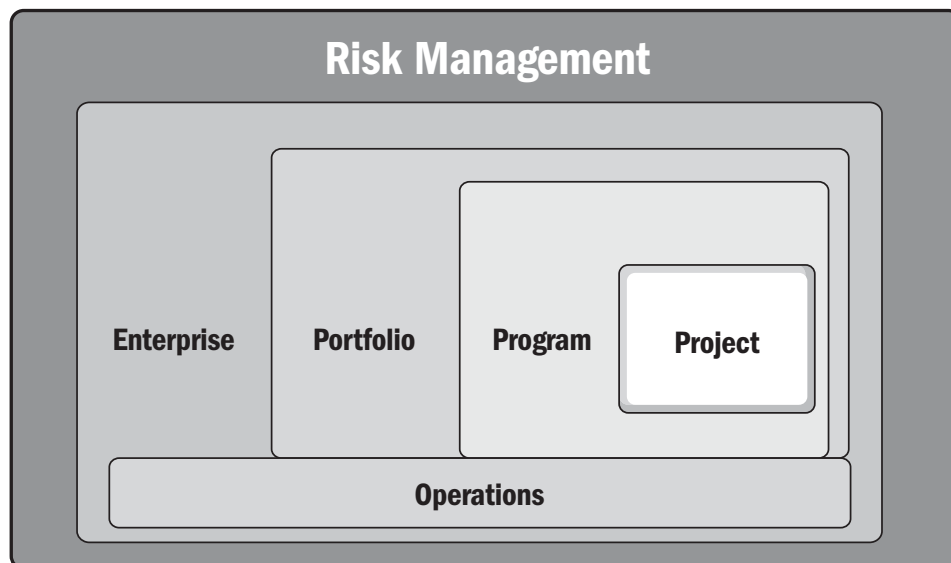 Risk Management
Enterprise
Portfolio
Program
Project
Operations